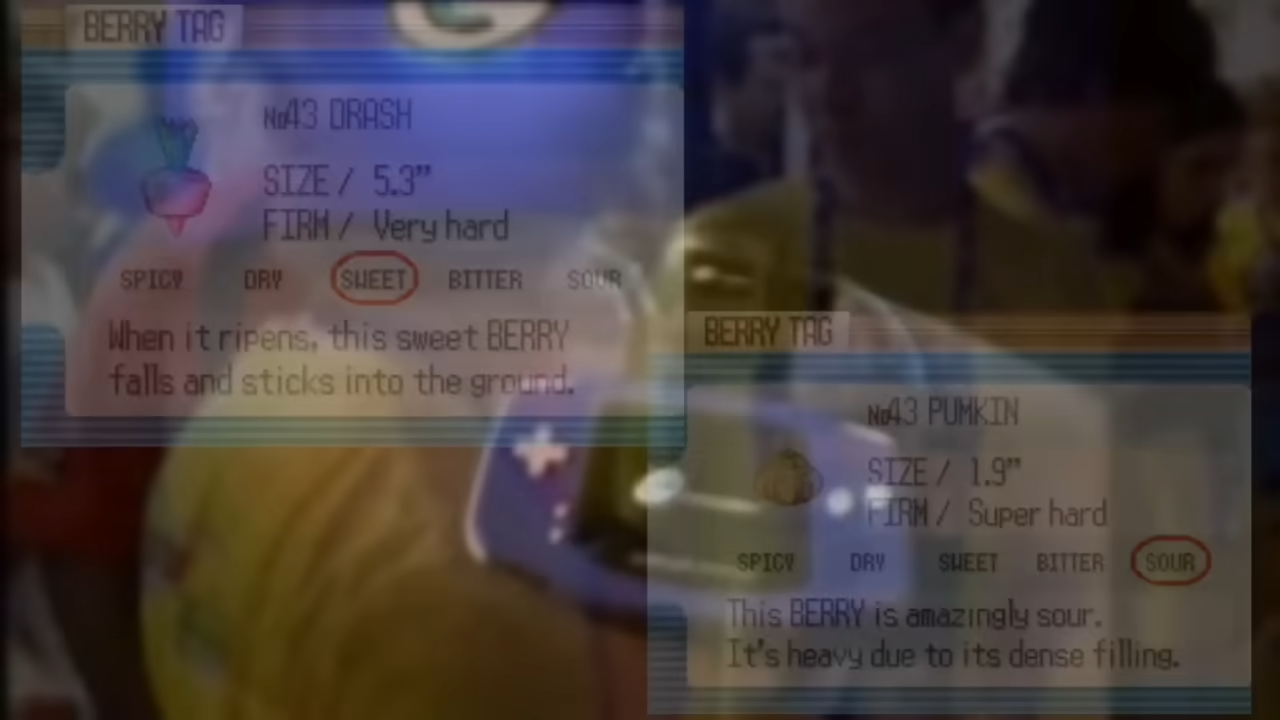 BERRY TAG
No43 DRASH
SIZE / 5.3”
FIRM / Very hard
SPICY DRY SWEET BITTER SOUR
When it ripens, this sweet BERRY
falls and sticks into the ground.
BERRY TAG
No43 PUMKIN
SIZE / 1.9”
FIRM / Super hard
SPICY DRY SWEET BITTER SOUR
This BERRY is amazingly sour.
It's heavy due to its dense filling.